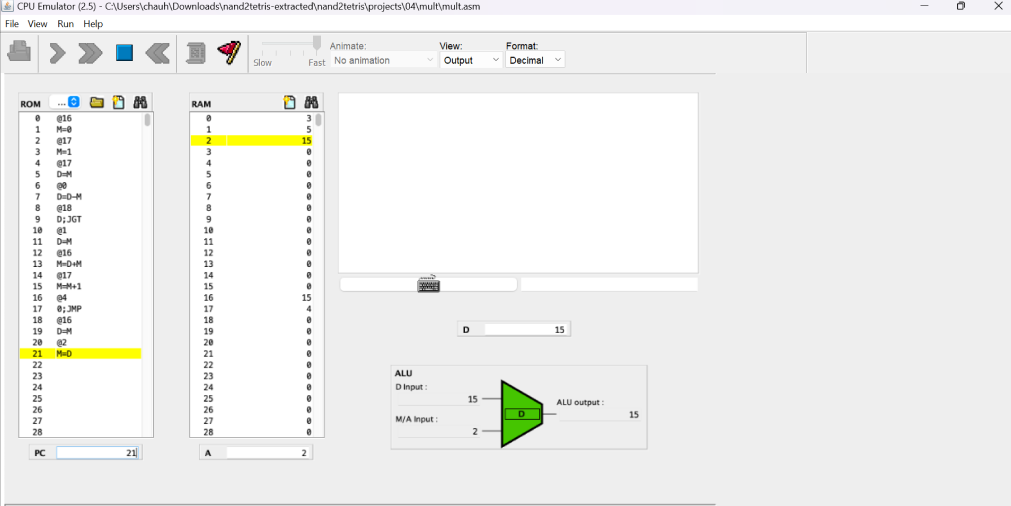 CPU Emulator (2.5) - C:\Users\chauh\Downloads\nand2tetris-extracted\nand2tetris\projects\04\mult\mult.asm
File View Run Help
Slow Fast
Animate:
No animation
View:
Output
Format:
Decimal
ROM ...
0 @16
1 M=0
2 @17
3 M=1
4 @17
5 D=M
6 @0
7 D=D-M
8 @18
9 D;JGT
10 @1
11 D=M
12 @16
13 M=D+M
14 @17
15 M=M+1
16 @4
17 0;JMP
18 @16
19 D=M
20 @2
21 M=D
22
23
24
25
26
27
28
PC 21
RAM
0 3
1 5
2 15
3 0
4 0
5 0
6 0
7 0
8 0
9 0
10 0
11 0
12 0
13 0
14 0
15 0
16 15
17 4
18 0
19 0
20 0
21 0
22 0
23 0
24 0
25 0
26 0
27 0
28 0
A 2
D 15
ALU
D Input :
15
M/A Input :
2
D
ALU output :
15